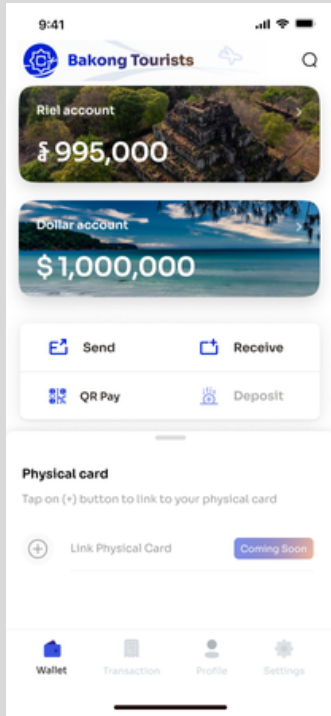 9:41
Bakong Tourists
Riel account
៛ 995,000
Dollar account
$ 1,000,000
Send
Receive
QR Pay
Deposit
Physical card
Tap on (+) button to link to your physical card
Link Physical Card
Coming Soon
Wallet
Transaction
Profile
Settings